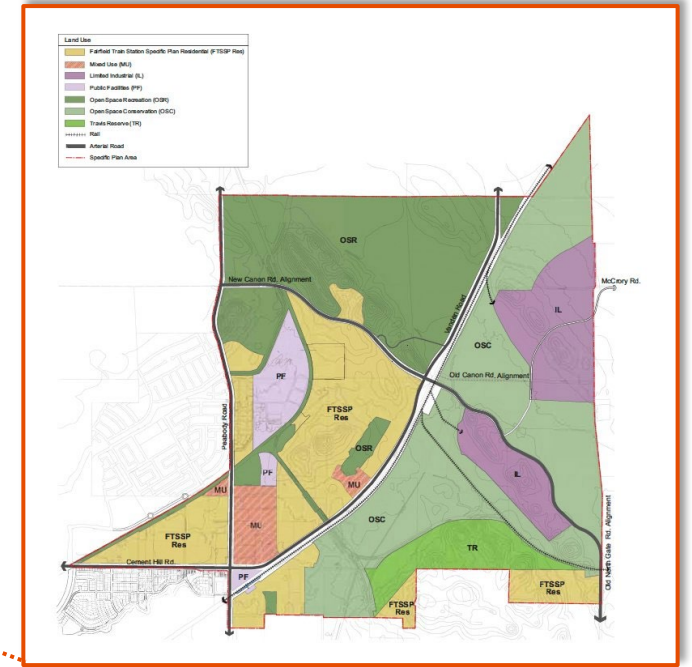 Land Use
Fairfield Train Station Specific Plan Residential (FTSSP Res)
Mixed Use (MU)
Limited Industrial (IL)
Public Facilities (PF)
Open Space Recreation (OSR)
Open Space Conservation (OSC)
Travis Reserve (TR)
Rail
Arterial Road
Specific Plan Area
OSR
New Canon Rd. Alignment
McCrory Rd.
IL
Vanden Road
OSC
PF
Old Canon Rd. Alignment
FTSSP
Res
Peabody Road
OSR
PF
IL
MU
MU
MU
OSC
Old North Gate Rd. Alignment
FTSSP
Res
TR
Cement Hill Rd.
PF
FTSSP
Res
FTSSP
Res